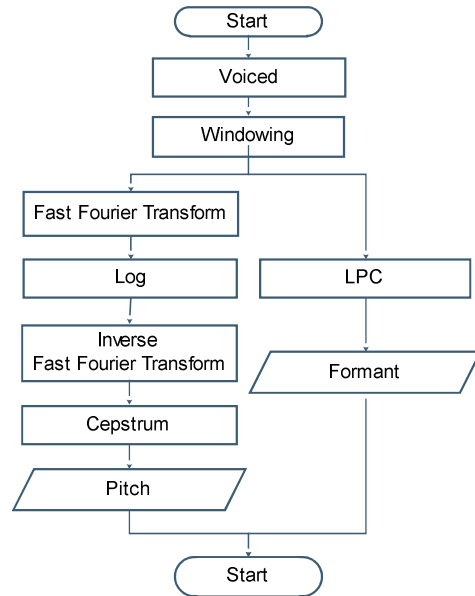 Start
Voiced
Windowing
Fast Fourier Transform
Log
LPC
Inverse
Fast Fourier Transform
Formant
Cepstrum
Pitch
Start